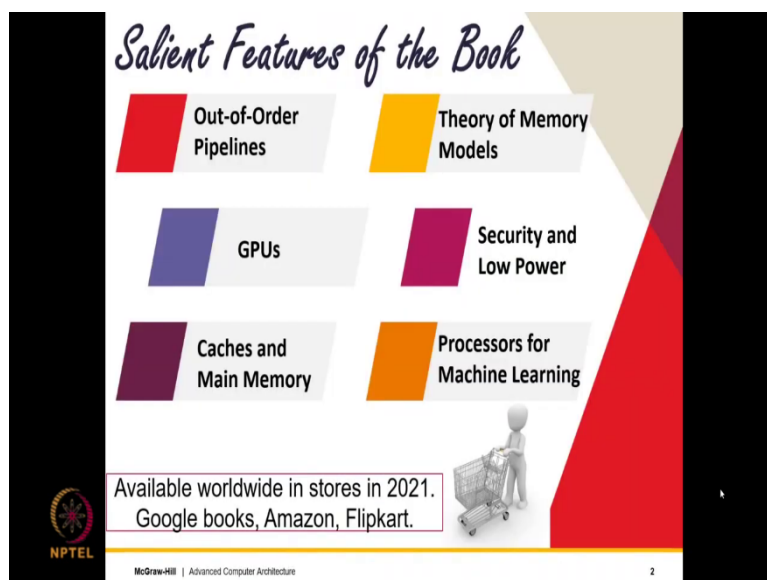 Salient Features of the Book
Out-of-Order
Pipelines
Theory of Memory
Models
GPUs
Security and
Low Power
Caches and
Main Memory
Processors for
Machine Learning
Available worldwide in stores in 2021.
Google books, Amazon, Flipkart.
NPTEL
McGraw-Hill | Advanced Computer Architecture
2